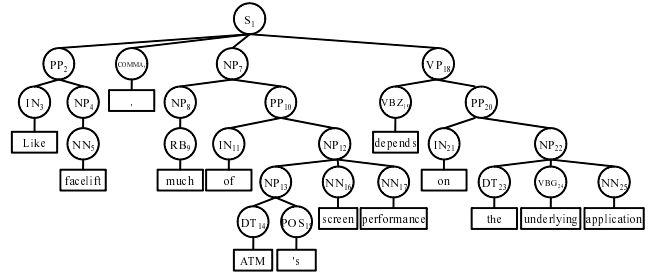 S1
PP2 COMMA6 NP7 VP18
IN3 NP4 , NP8 PP10 VBZ19 PP20
Like NN5 RB9 IN11 NP12 depends IN21 NP22
facelift much of NP13 NN16 NN17 on DT23 VBG24 NN25
DT14 POS15 screen performance the underlying application
ATM 's